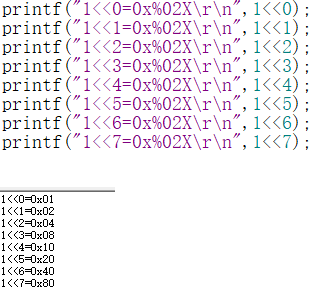 printf("1<<0=0x%02X\r\n",1<<0);
printf("1<<1=0x%02X\r\n",1<<1);
printf("1<<2=0x%02X\r\n",1<<2);
printf("1<<3=0x%02X\r\n",1<<3);
printf("1<<4=0x%02X\r\n",1<<4);
printf("1<<5=0x%02X\r\n",1<<5);
printf("1<<6=0x%02X\r\n",1<<6);
printf("1<<7=0x%02X\r\n",1<<7);
1<<0=0x01
1<<1=0x02
1<<2=0x04
1<<3=0x08
1<<4=0x10
1<<5=0x20
1<<6=0x40
1<<7=0x80